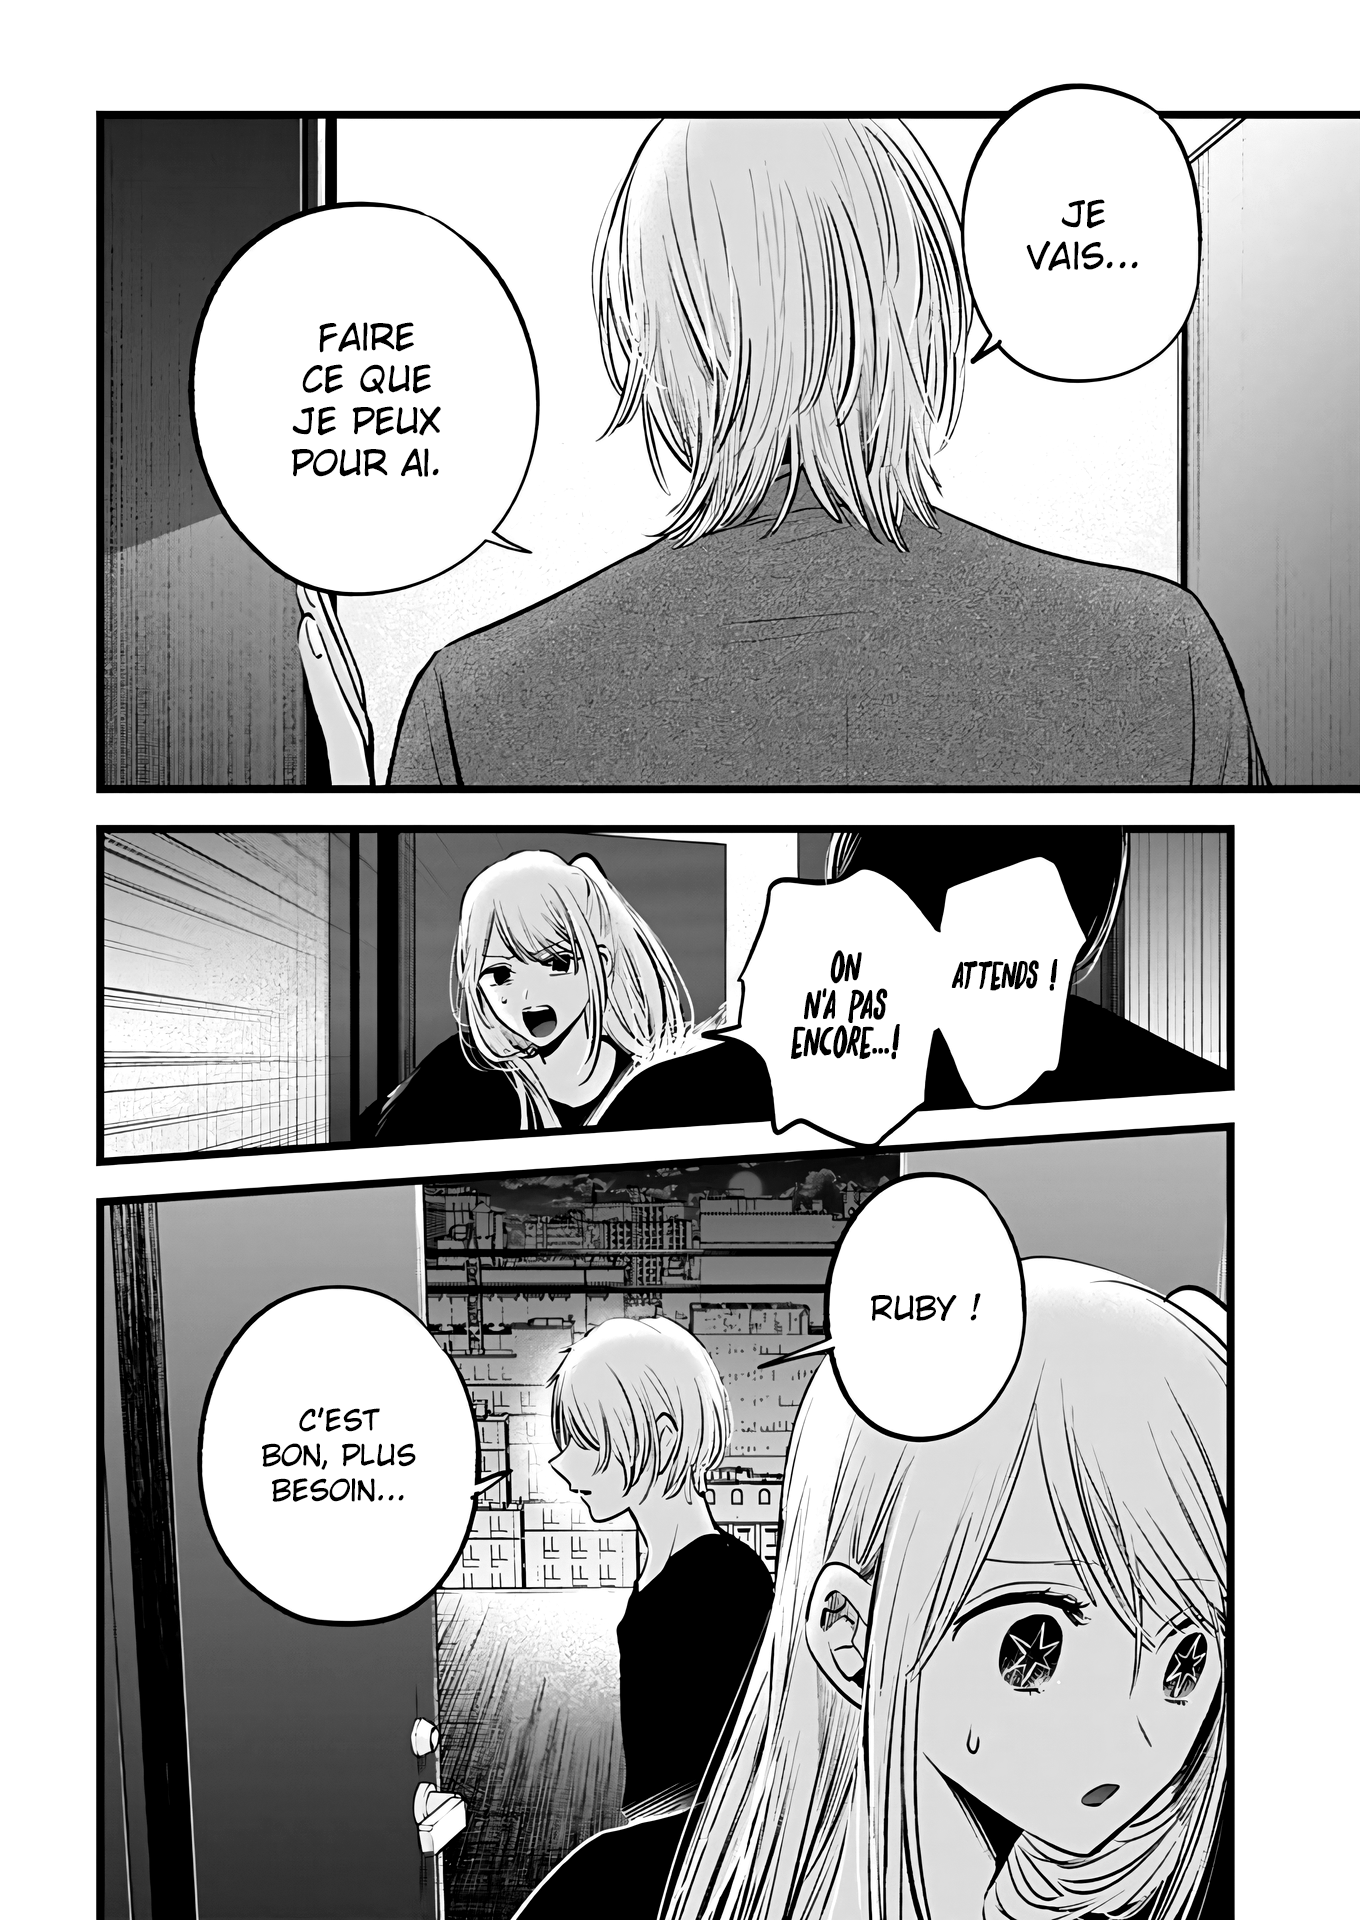 JE
VAIS...
FAIRE
CE QUE
JE PEUX
POUR AI.
ATTENDS !
ON
N'A PAS
ENCORE...!
RUBY !
C'EST
BON, PLUS
BESOIN...